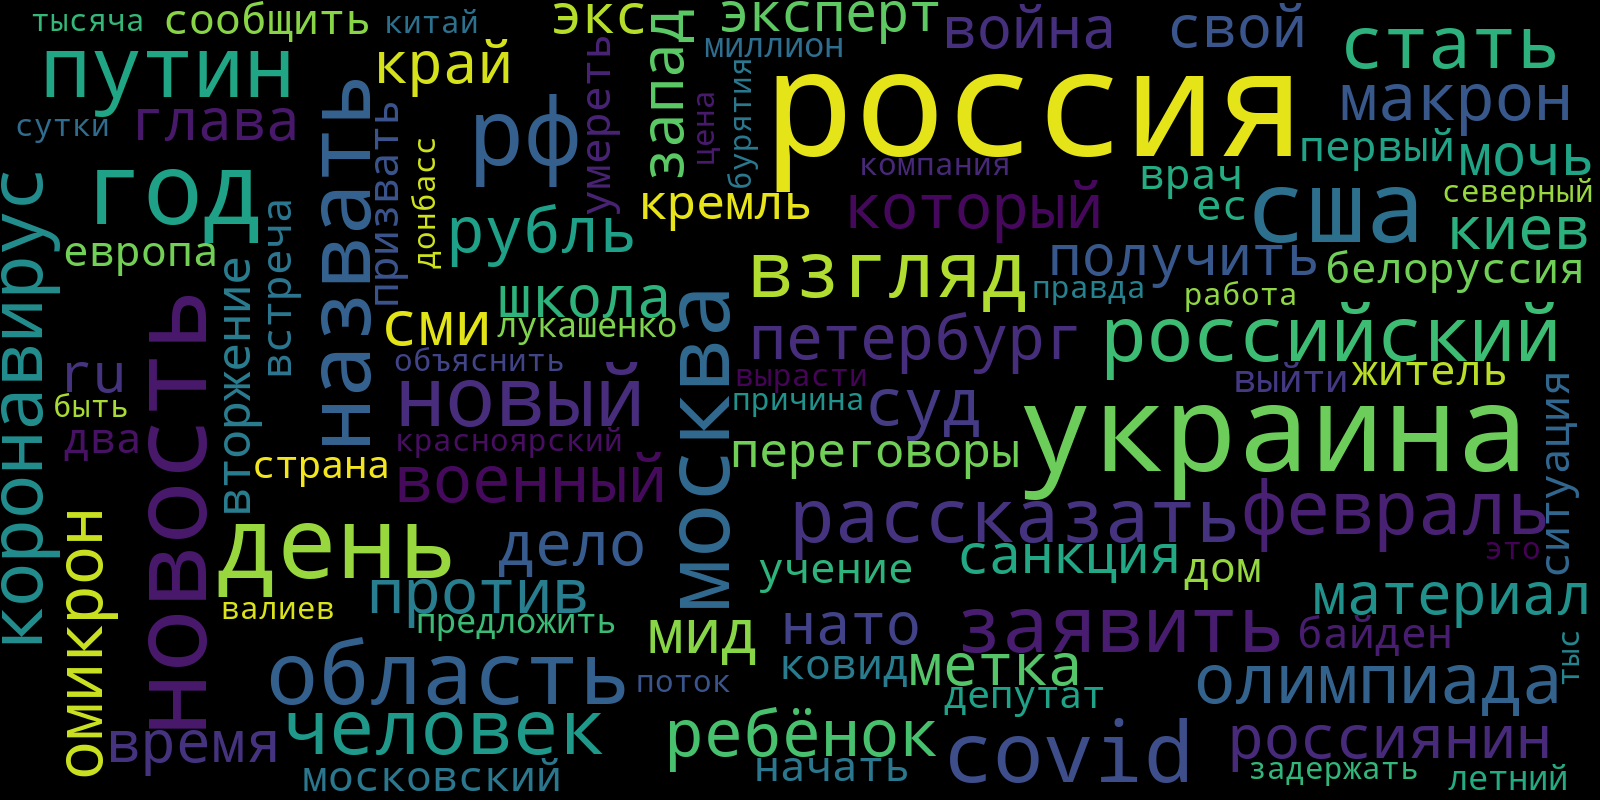 тысяча сообщить китай экс эксперт война свой
миллион
путин край запад россия стать
макрон
сутки глава рф умереть цена бурятия первый мочь
год назвать призвать донбасс компания врач северный
европа встреча рубль кремль который ес сша киев
коронавирус вторжение школа взгляд получить белоруссия
правда работа
сми лукашенко петербург российский
ru объяснить москва вырасти выйти житель
быть новость новый причина суд украина ситуация
два красноярский переговоры
страна военный
омикрон день дело рассказать февраль
это
против учение санкция дом материал
валиев предложить мид нато заявить байден тыс
область поток ковид метка олимпиада
депутат
время человек ребёнок covid россиянин
московский начать задержать летний